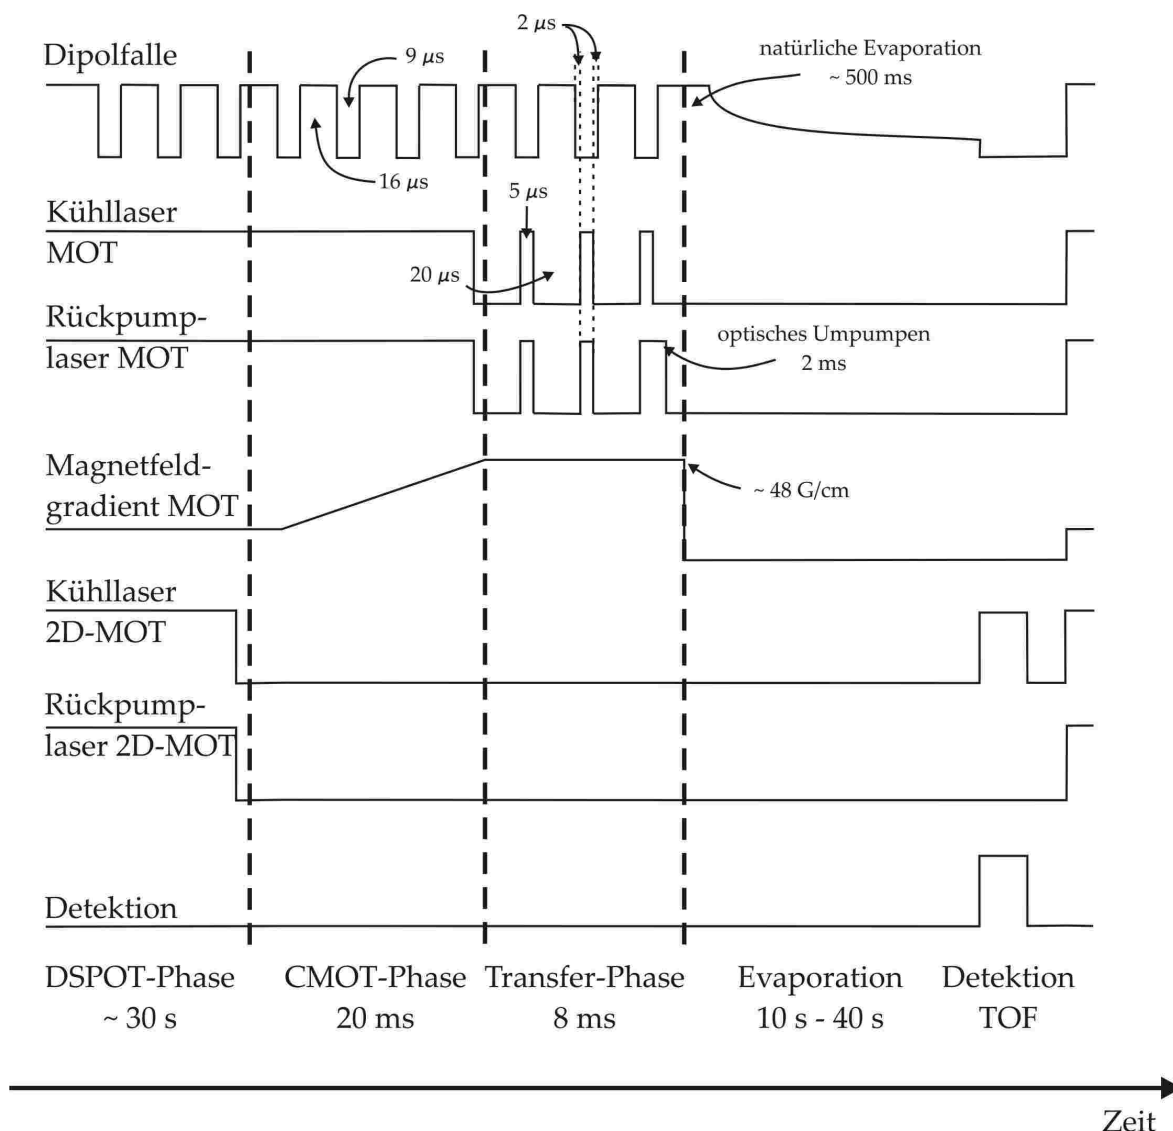 2 μs
Dipolfalle
9 μs
natürliche Evaporation
~ 500 ms
16 μs
5 μs
Kühllaser
MOT
20 μs
Rückpump-
laser MOT
optisches Umpumpen
2 ms
Magnetfeld-
gradient MOT
~ 48 G/cm
Kühllaser
2D-MOT
Rückpump-
laser 2D-MOT
Detektion
DSPOT-Phase
~ 30 s
CMOT-Phase
20 ms
Transfer-Phase
8 ms
Evaporation
10 s - 40 s
Detektion
TOF
Zeit